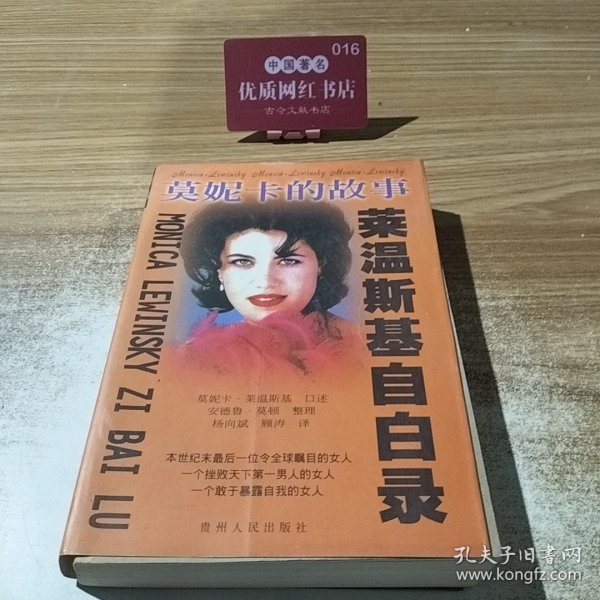 016
中国著名
优质网红书店
古今文献书店
Monica-Lewinsky Monica-Lewinsky Monica-Lewinsky
莫妮卡的故事
莱温斯基自白录
MONICA LEWINSKY ZI BAI LU
莫妮卡·莱温斯基 口述
安德鲁·莫顿 整理
杨向斌 顾涛 译
本世纪末最后一位令全球瞩目的女人
一个挫败天下第一男人的女人
一个敢于暴露自我的女人
贵州人民出版社
孔夫子旧书网
www.kongfz.com